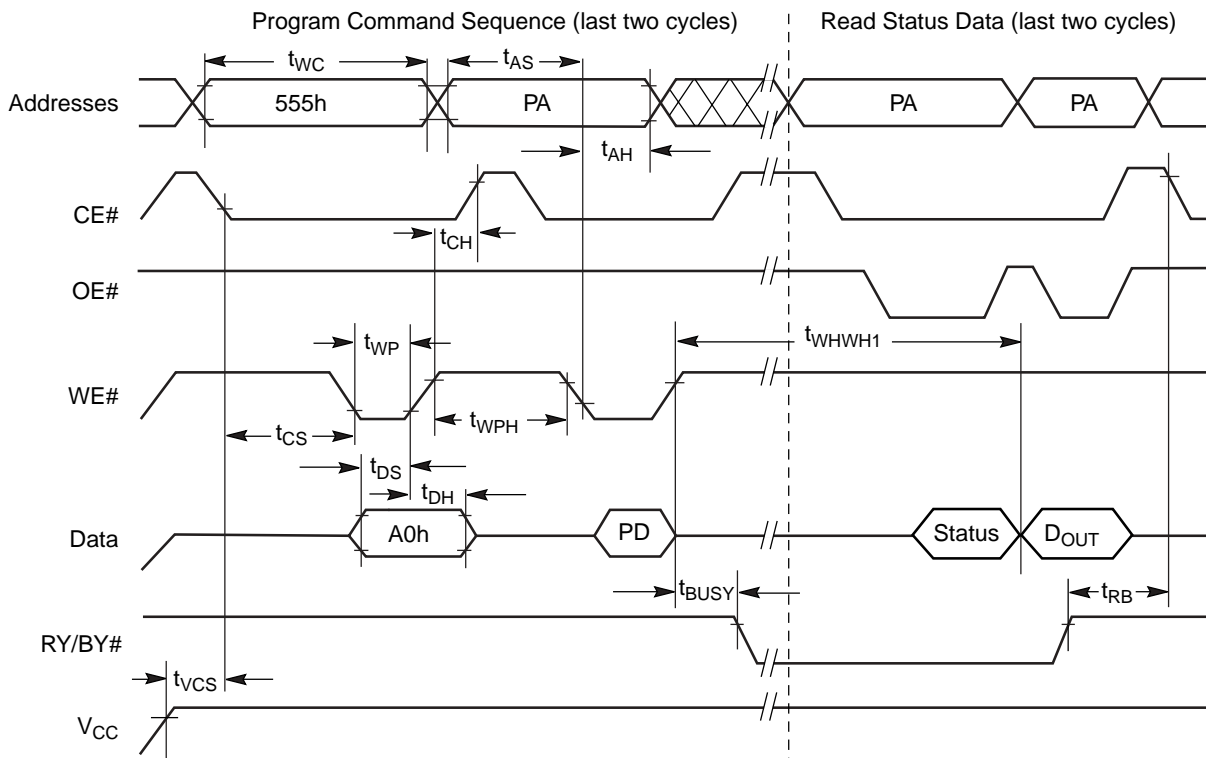 Program Command Sequence (last two cycles) Read Status Data (last two cycles)
tWC tAS
Addresses 555h PA PA PA
tAH
CE#
tCH
OE#
tWP tWHWH1
WE#
tWPH
tCS
tDS
tDH
Data A0h PD Status DOUT
tBUSY tRB
RY/BY#
tVCS
VCC